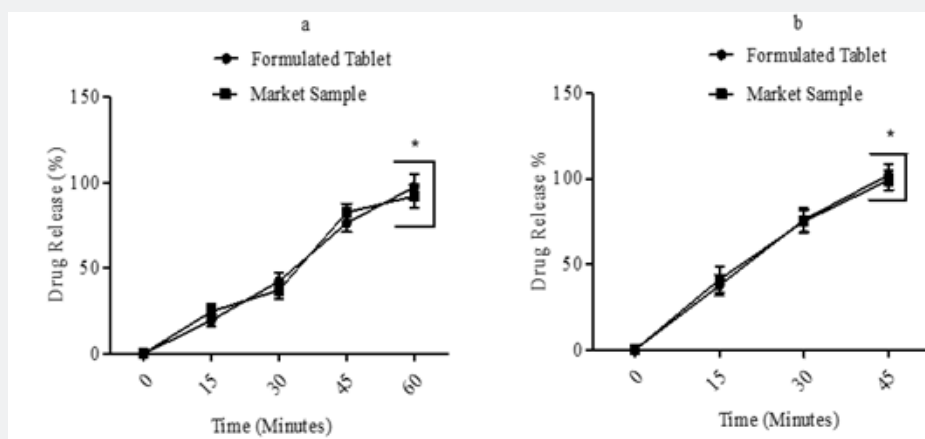 a
Formulated Tablet
Market Sample
150
100
50
0
Drug Release (%)
0 15 30 45 60
Time (Minutes)
*
b
Formulated Tablet
Market Sample
150
100
50
0
Drug Release %
0 15 30 45
Time (Minutes)
*